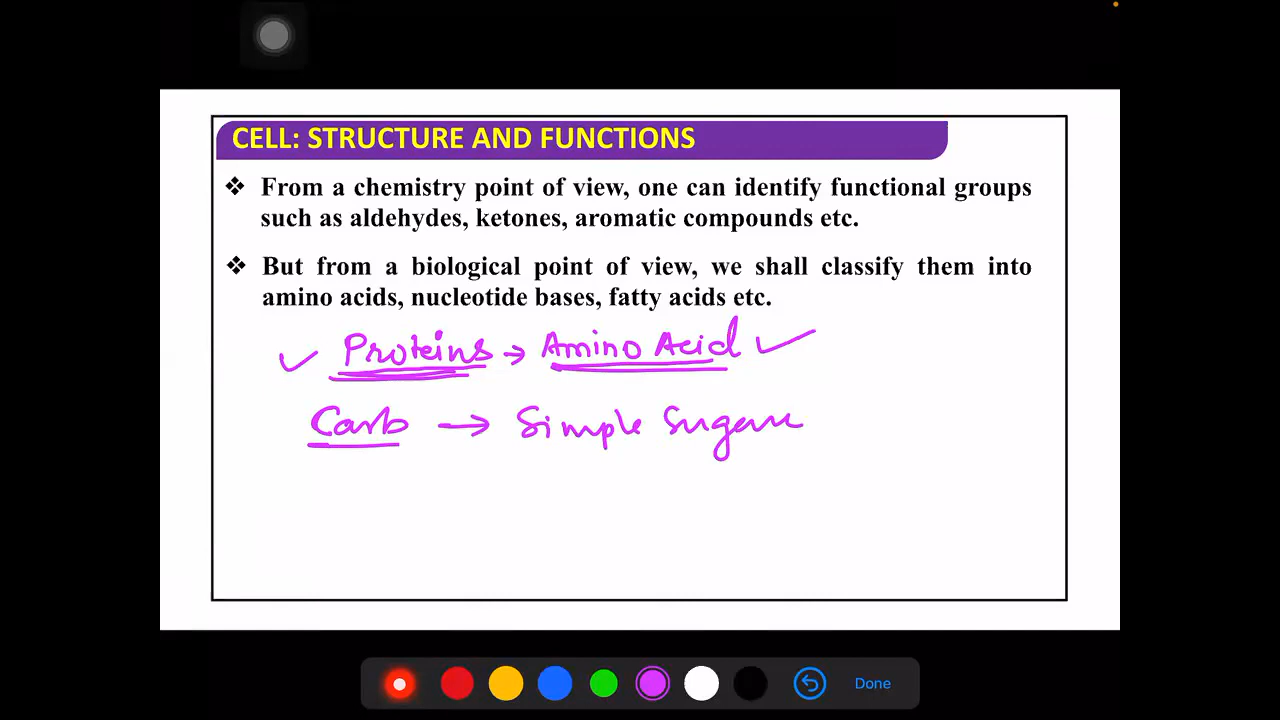 CELL: STRUCTURE AND FUNCTIONS
❖ From a chemistry point of view, one can identify functional groups
such as aldehydes, ketones, aromatic compounds etc.
❖ But from a biological point of view, we shall classify them into
amino acids, nucleotide bases, fatty acids etc.
✓ Proteins → Amino Acid ✓
Carb → Simple Sugare
Done